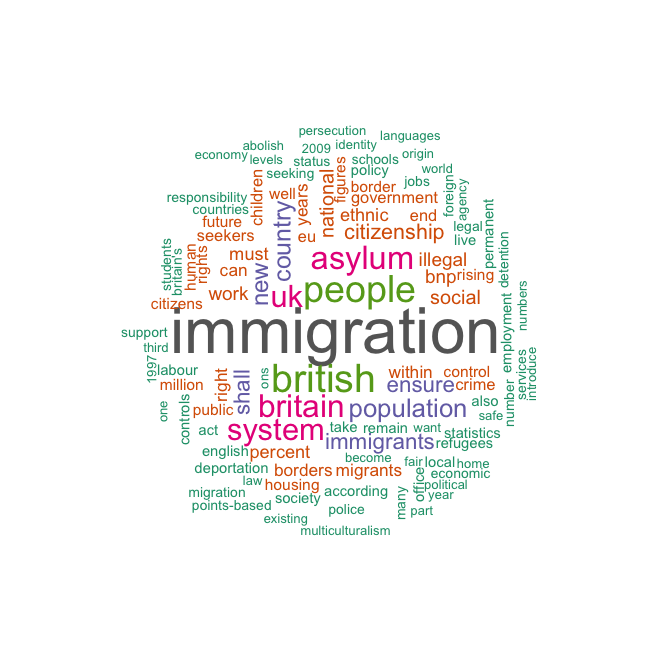 persecution
languages
abolish
2009
identity
economy
levels
status
schools
origin
seeking
policy
world
children
well
years
national
figures
border
jobs
foreign
agency
responsibility
government
countries
country
ethnic
end
legal
permanent
future
eu
citizenship
live
seekers
students
britain's
human
rights
must
new
asylum
illegal
detention
can
bnp
rising
citizens
work
uk
people
social
numbers
immigration
employment
support
third
1997
labour
right
shall
ons
british
within
control
services
introduce
million
ensure
crime
one
controls
public
britain
population
also
number
safe
act
system
take
remain
want
statistics
immigrants
refugees
english
percent
become
fair
local
home
deportation
borders
migrants
office
economic
law
housing
political
migration
society
according
many
year
points-based
police
part
existing
multiculturalism